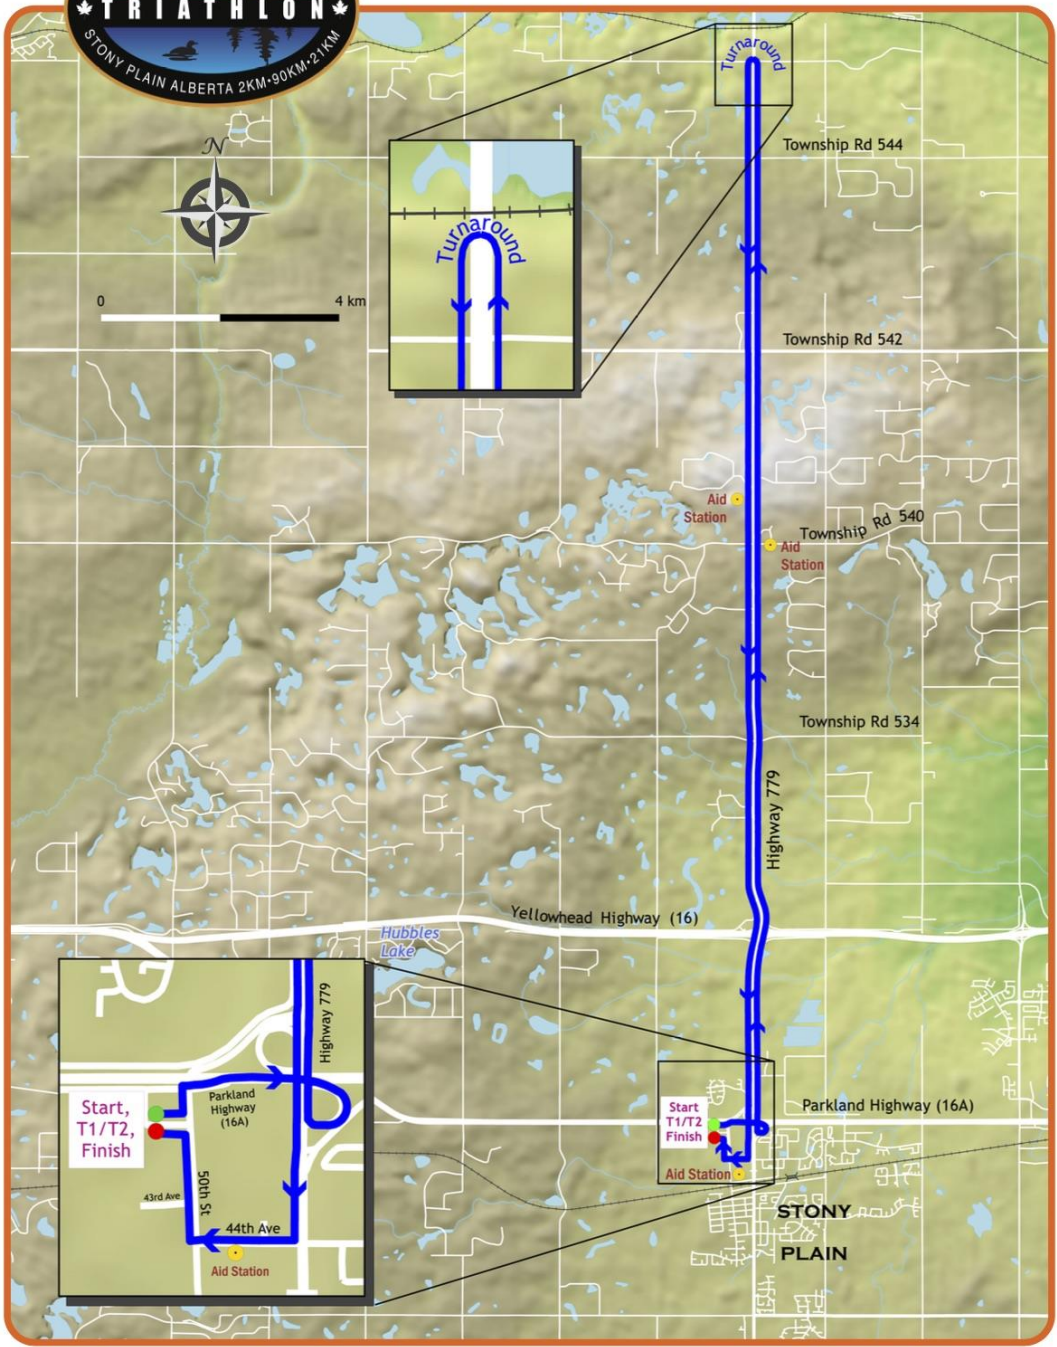 TRIATHLON
STONY PLAIN ALBERTA 2KM•90KM•21KM
Turnaround
N
Township Rd 544
Turnaround
0
4 km
Township Rd 542
Aid
Station
Township Rd 540
Aid
Station
Township Rd 534
Highway 779
Yellowhead Highway (16)
Hubbles
Lake
Highway 779
Parkland
Highway
(16A)
Start,
T1/T2,
Finish
50th St
43rd Ave
44th Ave
Aid Station
Start
T1/T2
Finish
Parkland Highway (16A)
Aid Station
STONY
PLAIN